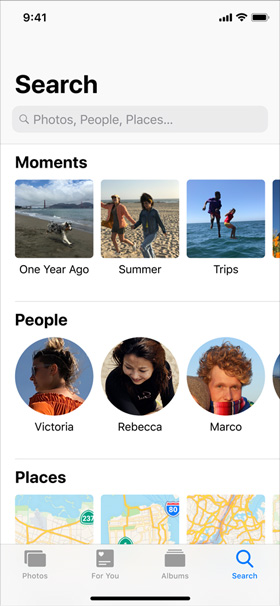 9:41
Search
Photos, People, Places...
Moments
One Year Ago Summer Trips
People
Victoria Rebecca Marco
Places
237
80
Photos For You Albums Search